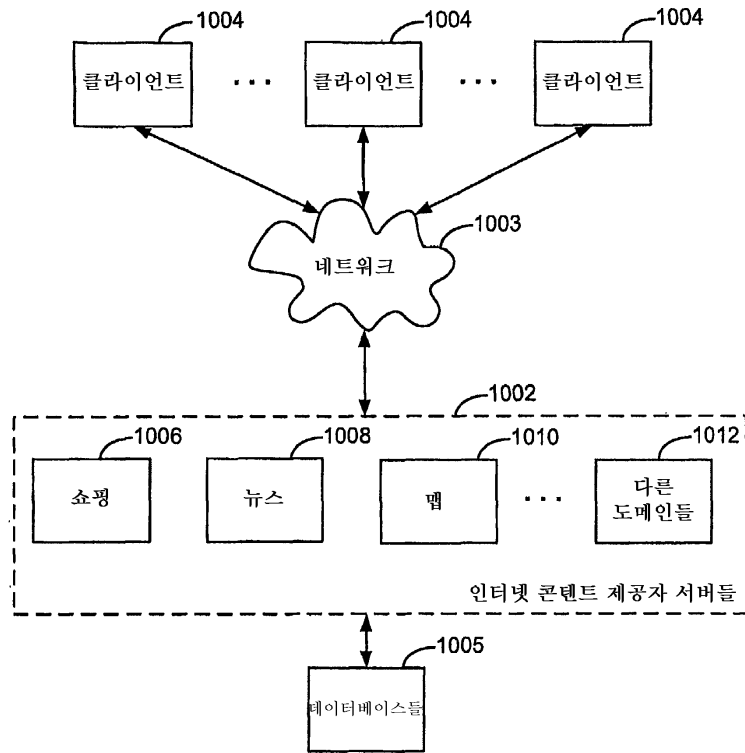 1004 1004 1004
클라이언트 ... 클라이언트 ... 클라이언트
1003
네트워크
1002
1006 1008 1010 1012
쇼핑 뉴스 맵 ... 다른
도메인들
인터넷 콘텐트 제공자 서버들
1005
데이터베이스들